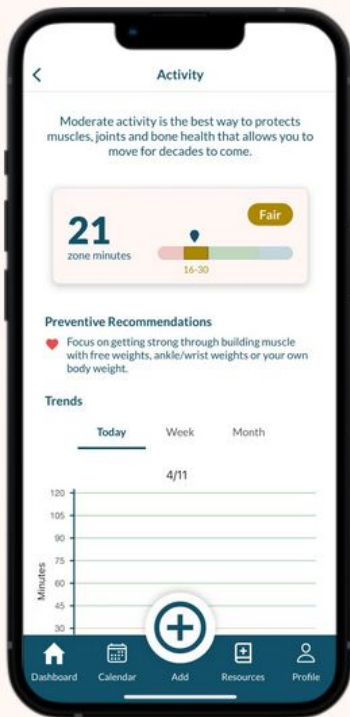 Activity
Moderate activity is the best way to protects
muscles, joints and bone health that allows you to
move for decades to come.
Fair
21
zone minutes
16-30
Preventive Recommendations
Focus on getting strong through building muscle
with free weights, ankle/wrist weights or your own
body weight.
Trends
Today Week Month
4/11
120
105
90
75
60
45
30
Minutes
Dashboard Calendar Add Resources Profile